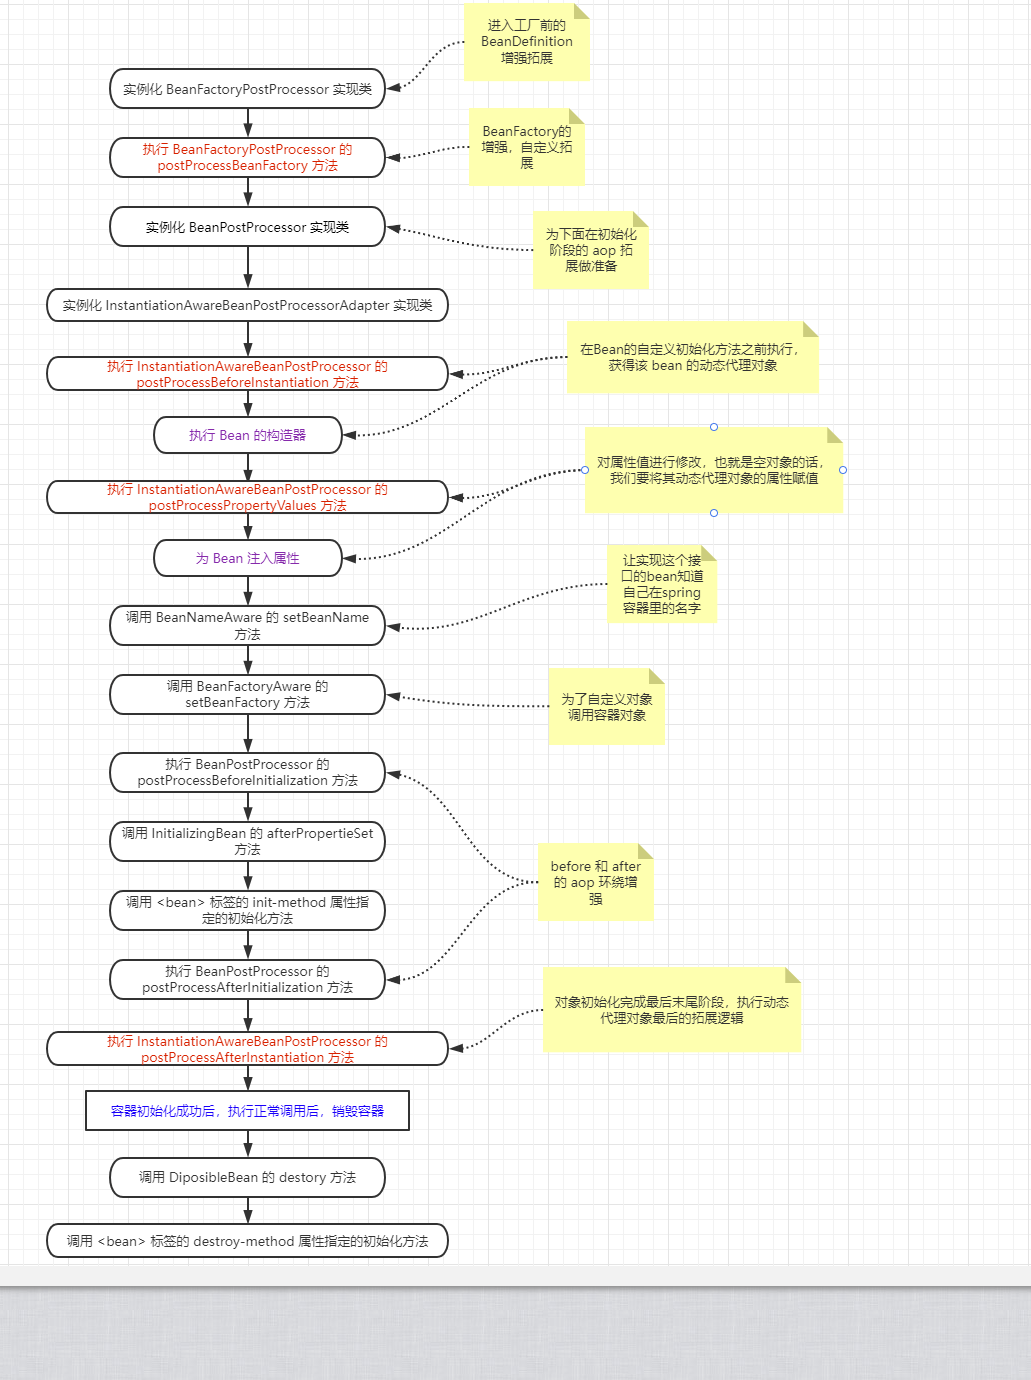 进入工厂前的
BeanDefinition
增强拓展
实例化 BeanFactoryPostProcessor 实现类
BeanFactory的
增强，自定义拓
展
执行 BeanFactoryPostProcessor 的
postProcessBeanFactory 方法
实例化 BeanPostProcessor 实现类
为下面在初始化
阶段的 aop 拓
展做准备
实例化 InstantiationAwareBeanPostProcessorAdapter 实现类
在Bean的自定义初始化方法之前执行，
获得该 bean 的动态代理对象
执行 InstantiationAwareBeanPostProcessor 的
postProcessBeforeInstantiation 方法
执行 Bean 的构造器
对属性值进行修改，也就是空对象的话，
我们要将其动态代理对象的属性赋值
执行 InstantiationAwareBeanPostProcessor 的
postProcessPropertyValues 方法
为 Bean 注入属性
让实现这个接
口的bean知道
自己在spring
容器里的名字
调用 BeanNameAware 的 setBeanName
方法
调用 BeanFactoryAware 的
setBeanFactory 方法
为了自定义对象
调用容器对象
执行 BeanPostProcessor 的
postProcessBeforeInitialization 方法
调用 InitializingBean 的 afterPropertieSet
方法
before 和 after
的 aop 环绕增
强
调用 <bean> 标签的 init-method 属性指
定的初始化方法
执行 BeanPostProcessor 的
postProcessAfterInitialization 方法
对象初始化完成最后末尾阶段，执行动态
代理对象最后的拓展逻辑
执行 InstantiationAwareBeanPostProcessor 的
postProcessAfterInstantiation 方法
容器初始化成功后，执行正常调用后，销毁容器
调用 DiposibleBean 的 destory 方法
调用 <bean> 标签的 destroy-method 属性指定的初始化方法